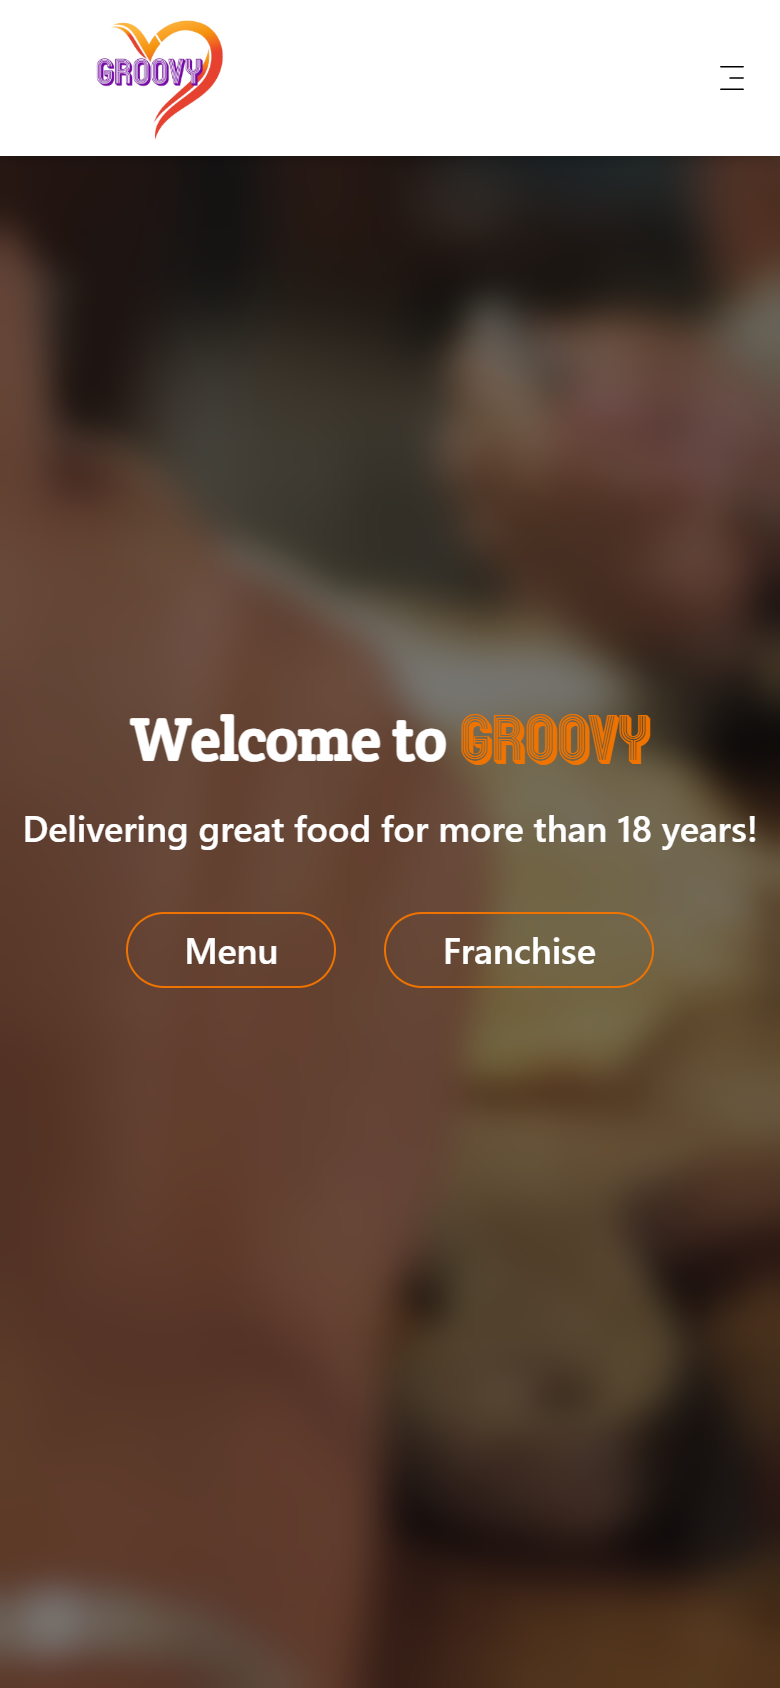 GROOVY
Welcome to GROOVY
Delivering great food for more than 18 years!
Menu
Franchise